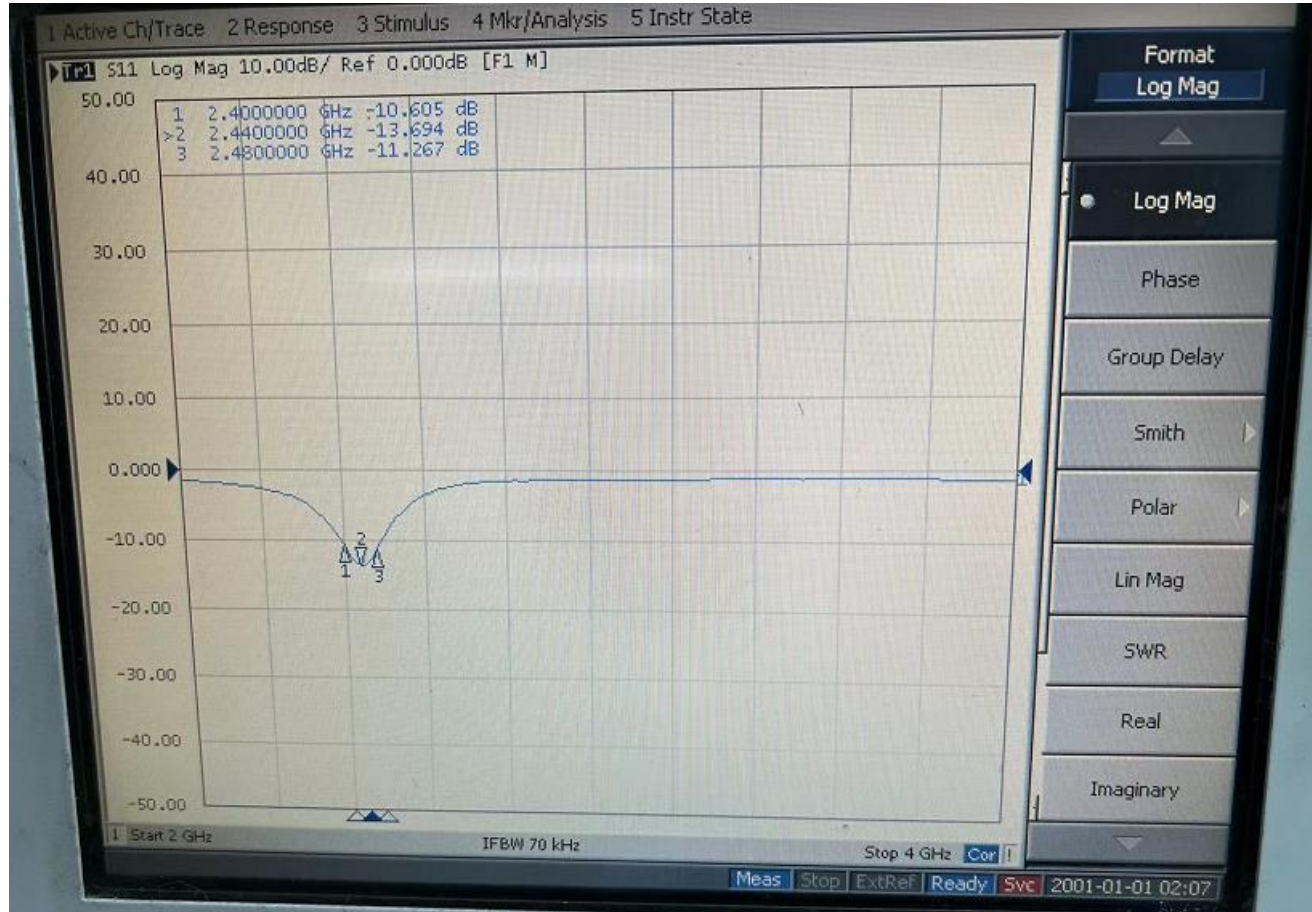 1 Active Ch/Trace 2 Response 3 Stimulus 4 Mkr/Analysis 5 Instr State
Tr1 S11 Log Mag 10.00dB/ Ref 0.000dB [F1 M]
50.00
1 2.4000000 GHz -10.605 dB
>2 2.4400000 GHz -13.694 dB
3 2.4800000 GHz -11.267 dB
40.00
30.00
20.00
10.00
0.000
-10.00
-20.00
-30.00
-40.00
-50.00
2
1
3
1
1 Start 2 GHz
IFBW 70 kHz
Stop 4 GHz Cor !
Format
Log Mag
Log Mag
Phase
Group Delay
Smith
Polar
Lin Mag
SWR
Real
Imaginary
Meas Stop ExtRef Ready Svc 2001-01-01 02:07